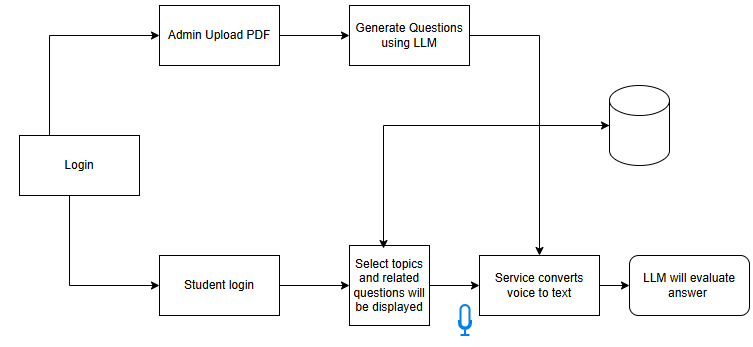 Admin Upload PDF
Generate Questions
using LLM
Login
Student login
Select topics
and related
questions will
be displayed
Service converts
voice to text
LLM will evaluate
answer